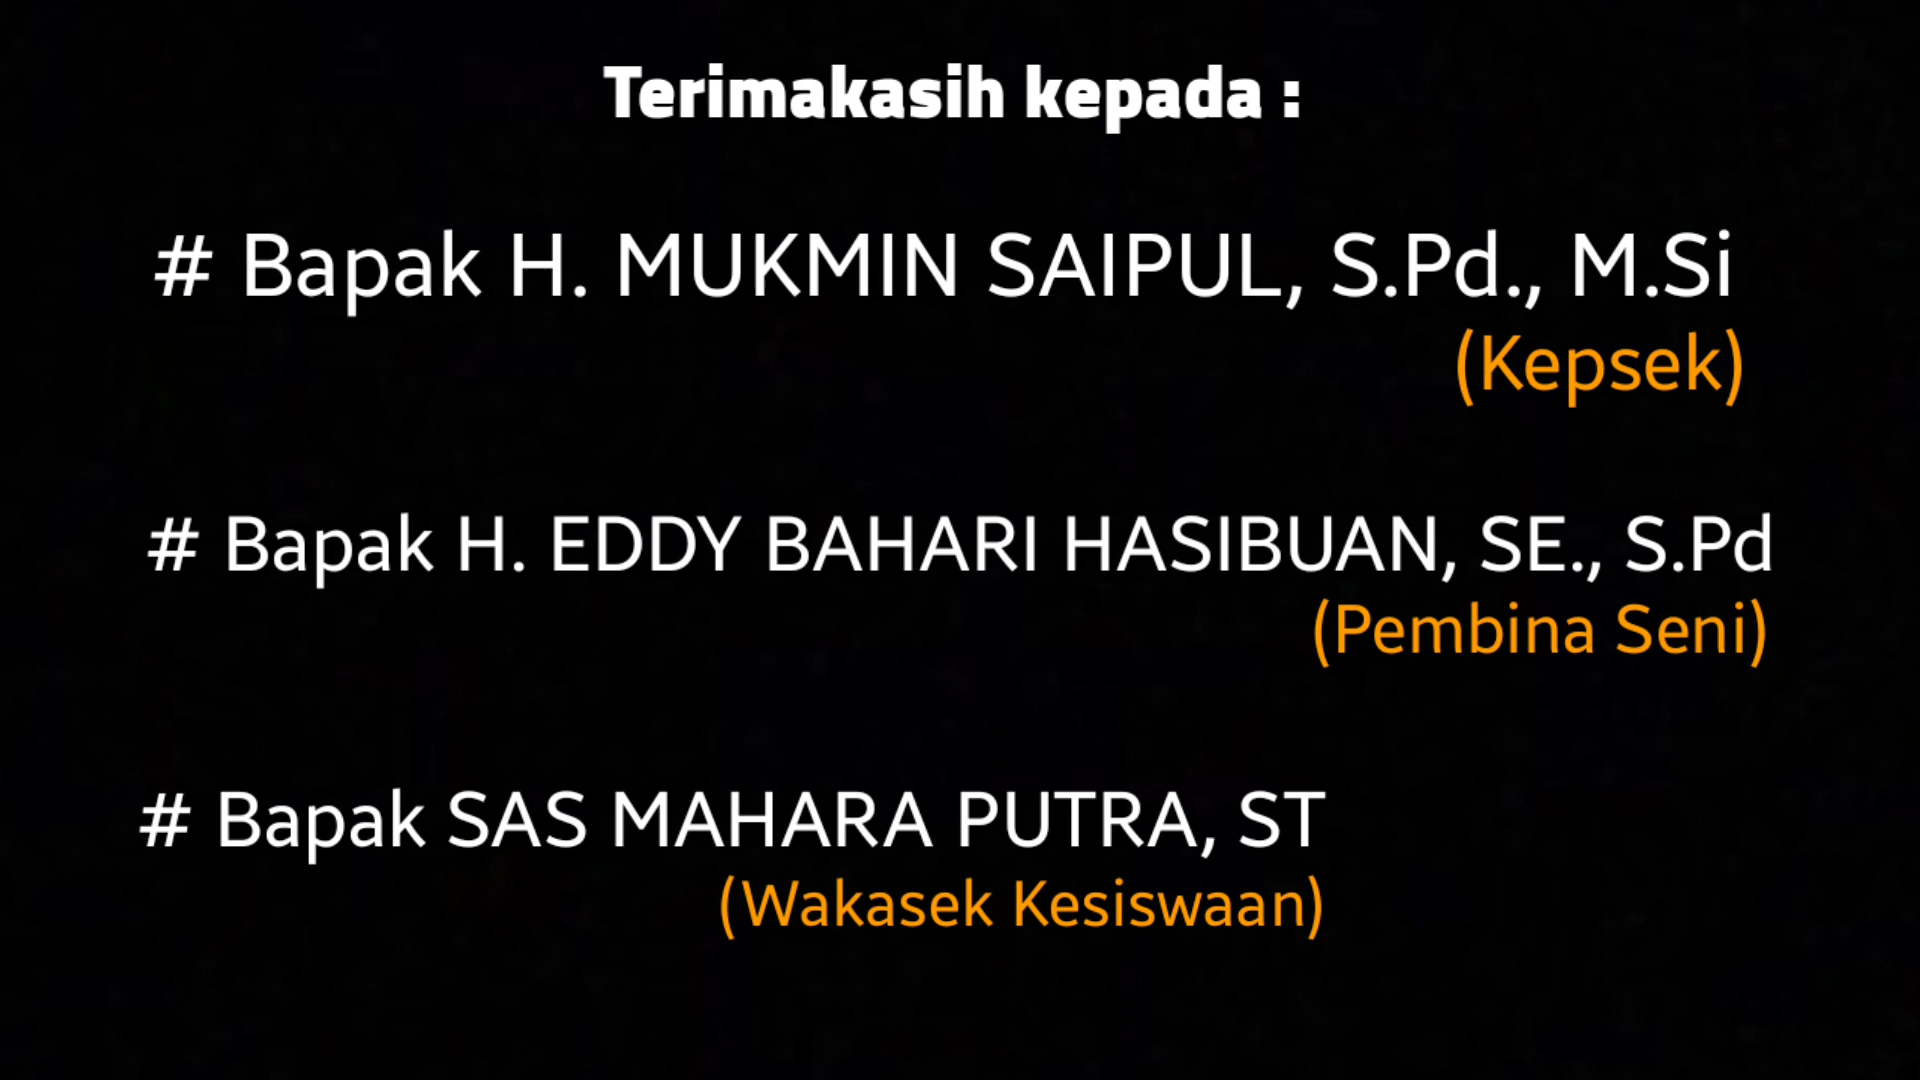 Terimakasih kepada :
# Bapak H. MUKMIN SAIPUL, S.Pd., M.Si
(Kepsek)
# Bapak H. EDDY BAHARI HASIBUAN, SE., S.Pd
(Pembina Seni)
# Bapak SAS MAHARA PUTRA, ST
(Wakasek Kesiswaan)